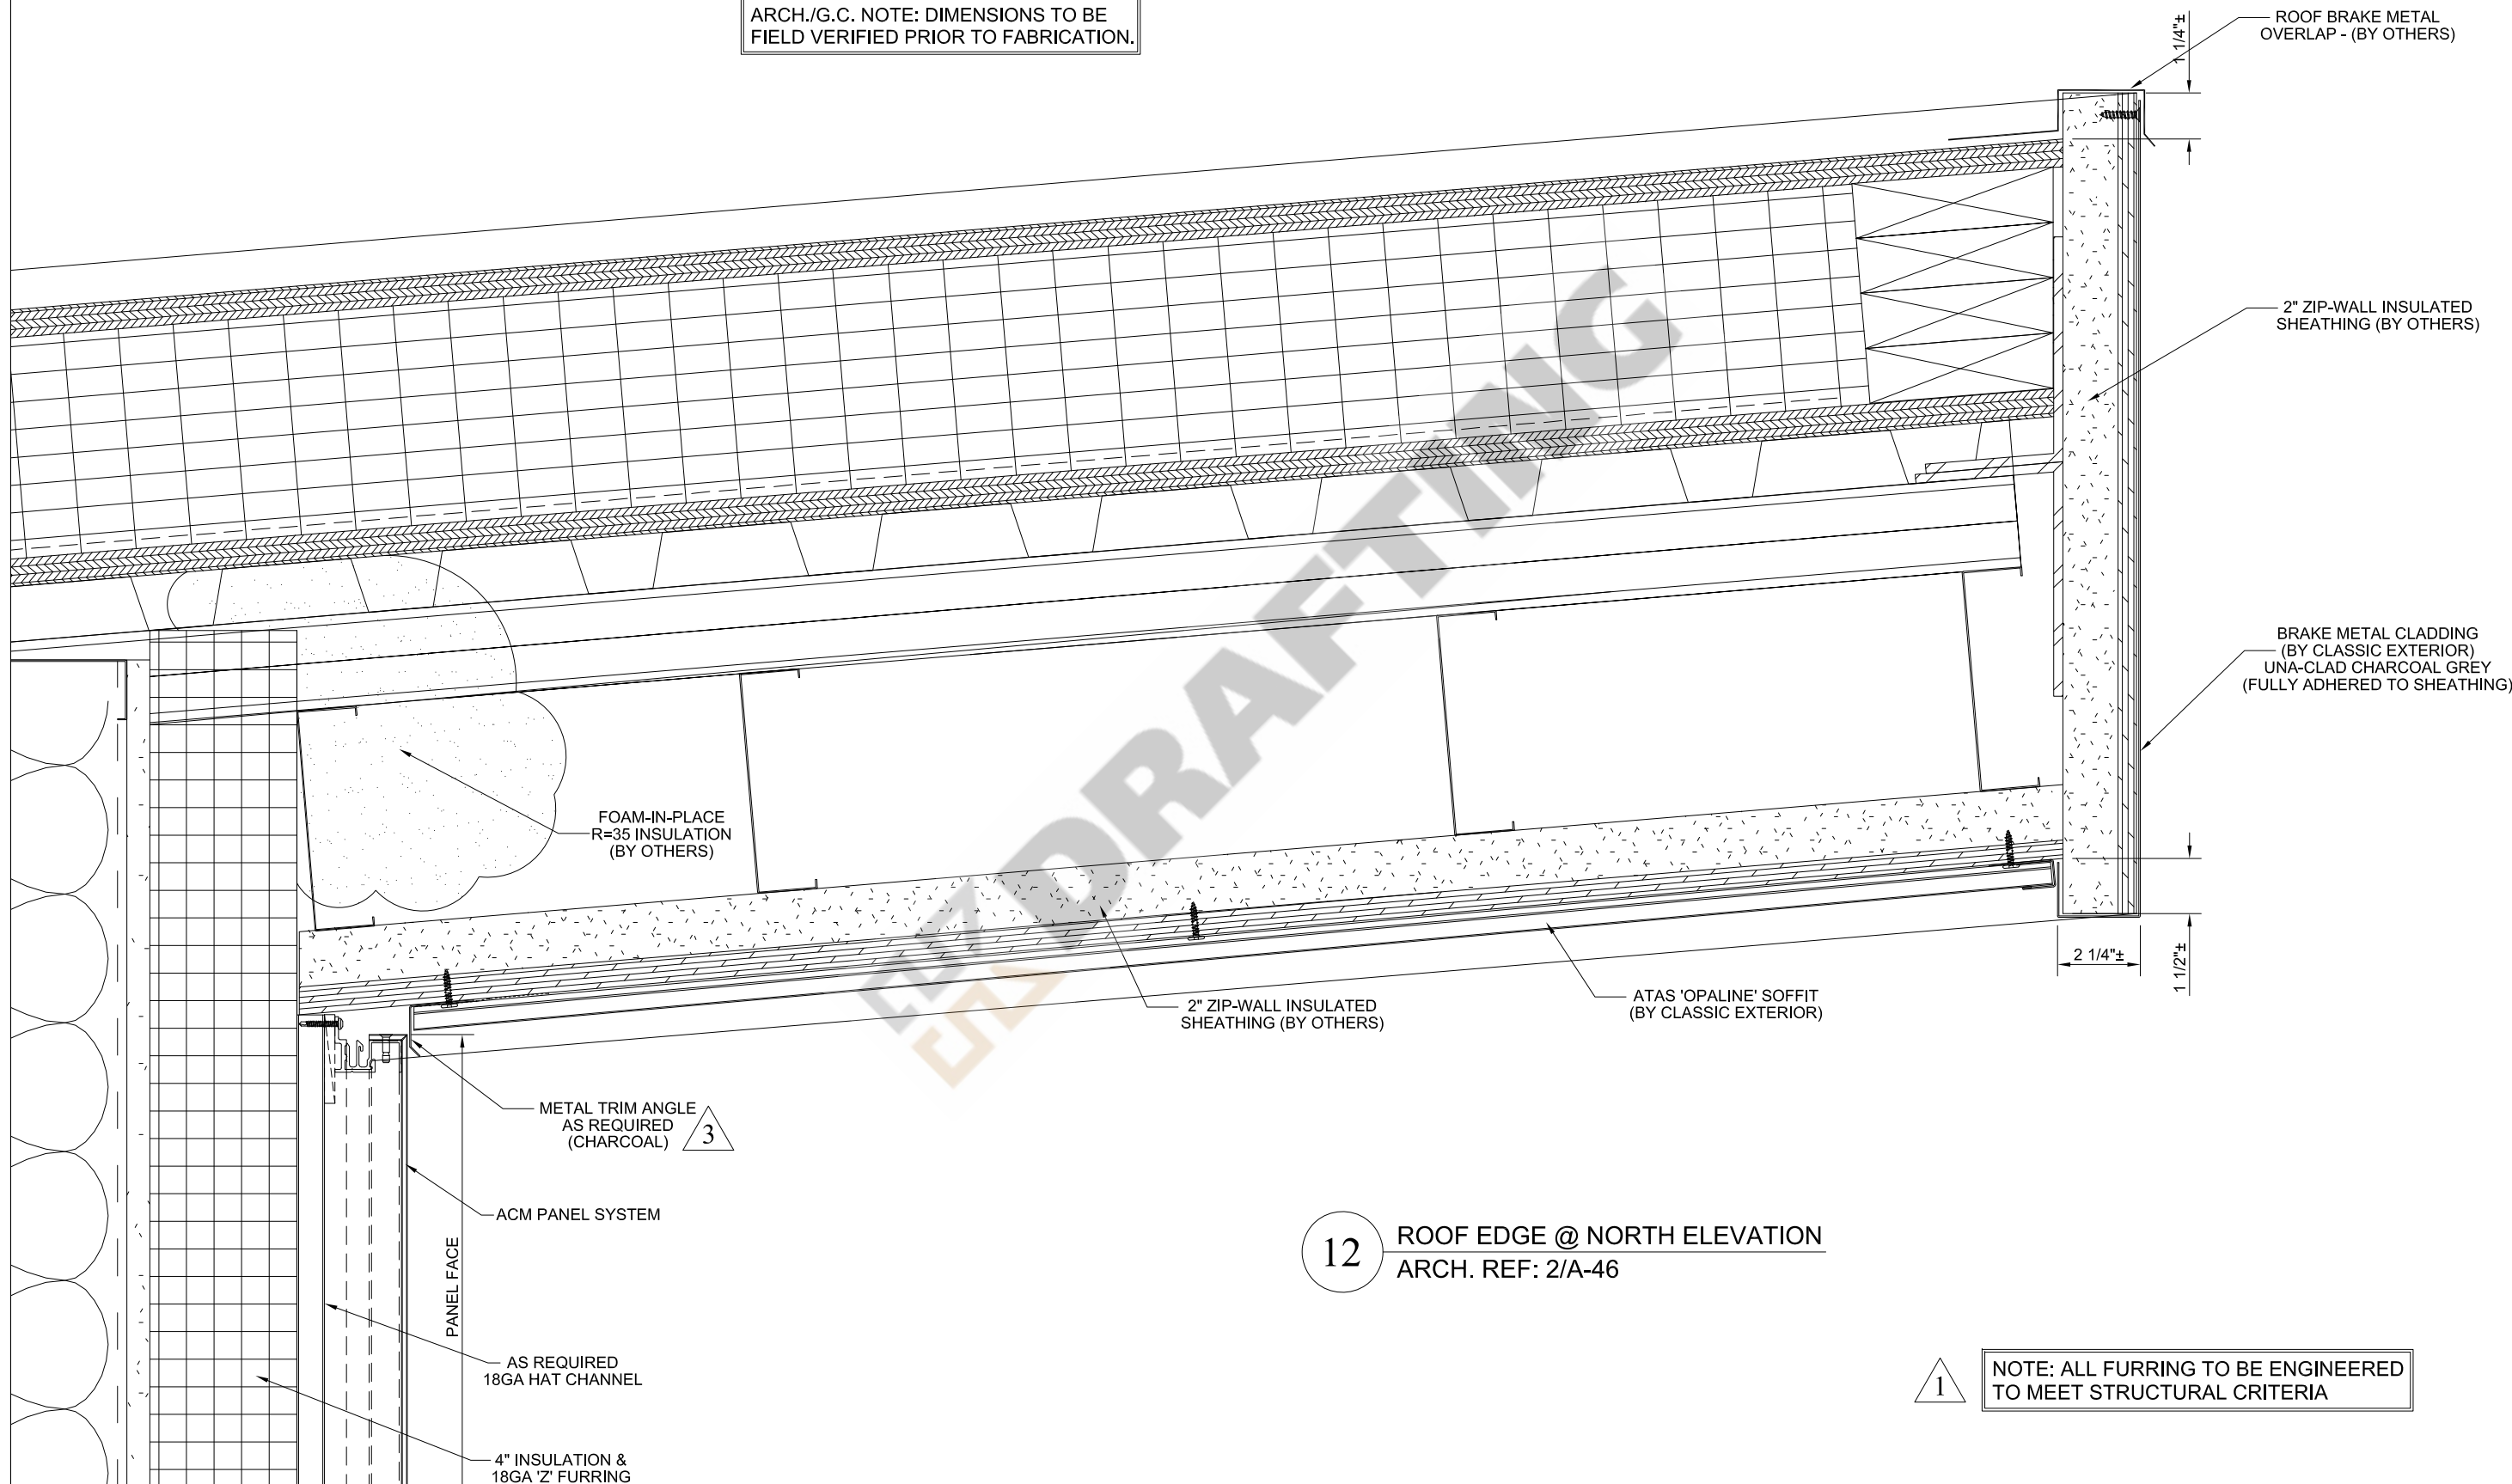 ARCH./G.C. NOTE: DIMENSIONS TO BE
FIELD VERIFIED PRIOR TO FABRICATION.
1/4"±
ROOF BRAKE METAL
OVERLAP - (BY OTHERS)
2" ZIP-WALL INSULATED
SHEATHING (BY OTHERS)
BRAKE METAL CLADDING
(BY CLASSIC EXTERIOR)
UNA-CLAD CHARCOAL GREY
(FULLY ADHERED TO SHEATHING)
FOAM-IN-PLACE
R=35 INSULATION
(BY OTHERS)
2 1/4"±
1 1/2"±
2" ZIP-WALL INSULATED
SHEATHING (BY OTHERS)
ATAS 'OPALINE' SOFFIT
(BY CLASSIC EXTERIOR)
METAL TRIM ANGLE
AS REQUIRED
(CHARCOAL)
3
ACM PANEL SYSTEM
PANEL FACE
12
ROOF EDGE @ NORTH ELEVATION
ARCH. REF: 2/A-46
AS REQUIRED
18GA HAT CHANNEL
1
NOTE: ALL FURRING TO BE ENGINEERED
TO MEET STRUCTURAL CRITERIA
4" INSULATION &
18GA 'Z' FURRING
DRAFTING